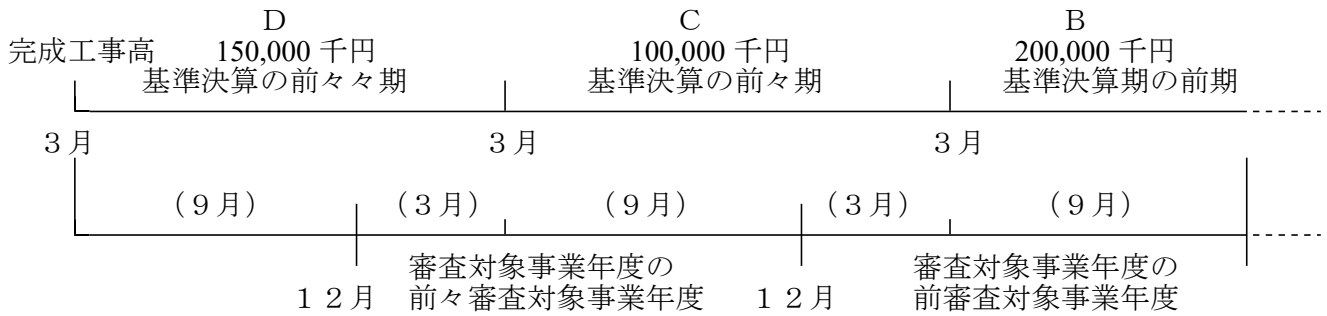 D C B
完成工事高 150,000 千円 100,000 千円 200,000 千円
基準決算の前々々期 基準決算の前々期 基準決算期の前期
３月 ３月 ３月
（９月） （３月） （９月） （３月） （９月）
審査対象事業年度の 審査対象事業年度の
１２月 前々審査対象事業年度 １２月 前審査対象事業年度